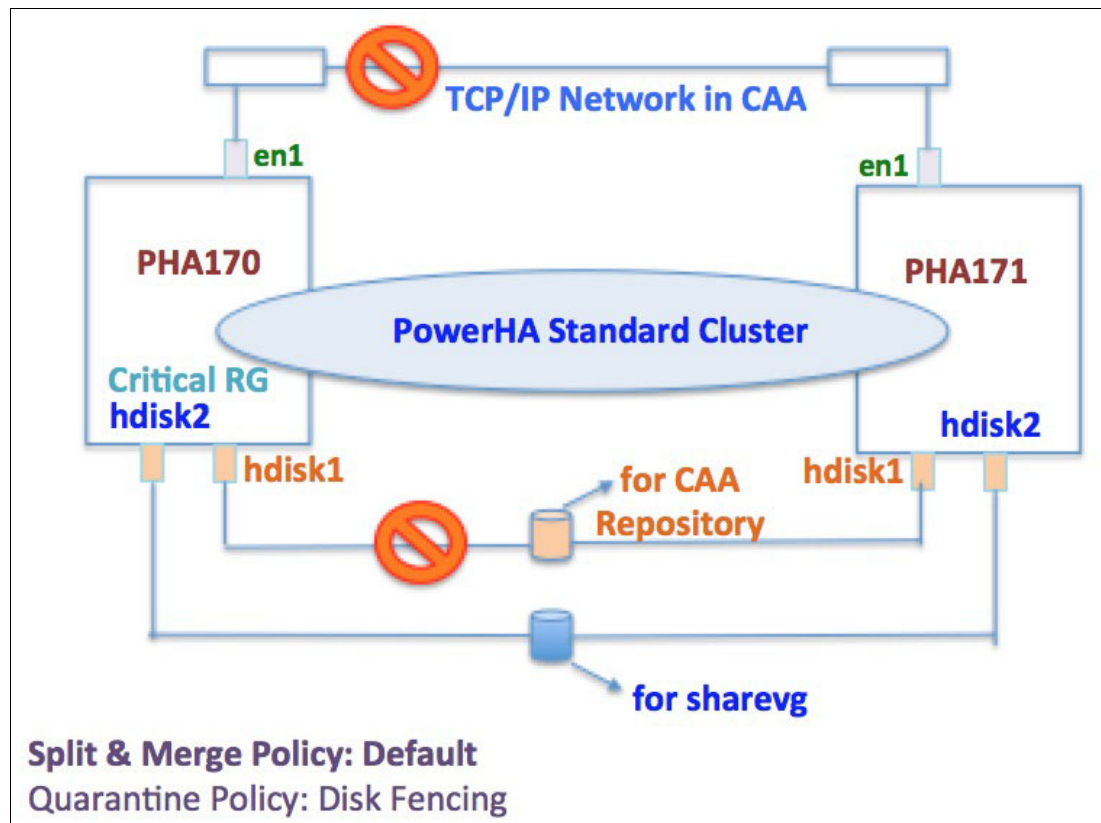 TCP/IP Network in CAA
en1
en1
PHA170
PHA171
PowerHA Standard Cluster
Critical RG
hdisk2
hdisk2
hdisk1
hdisk1
for CAA
Repository
for sharevg
Split & Merge Policy: Default
Quarantine Policy: Disk Fencing